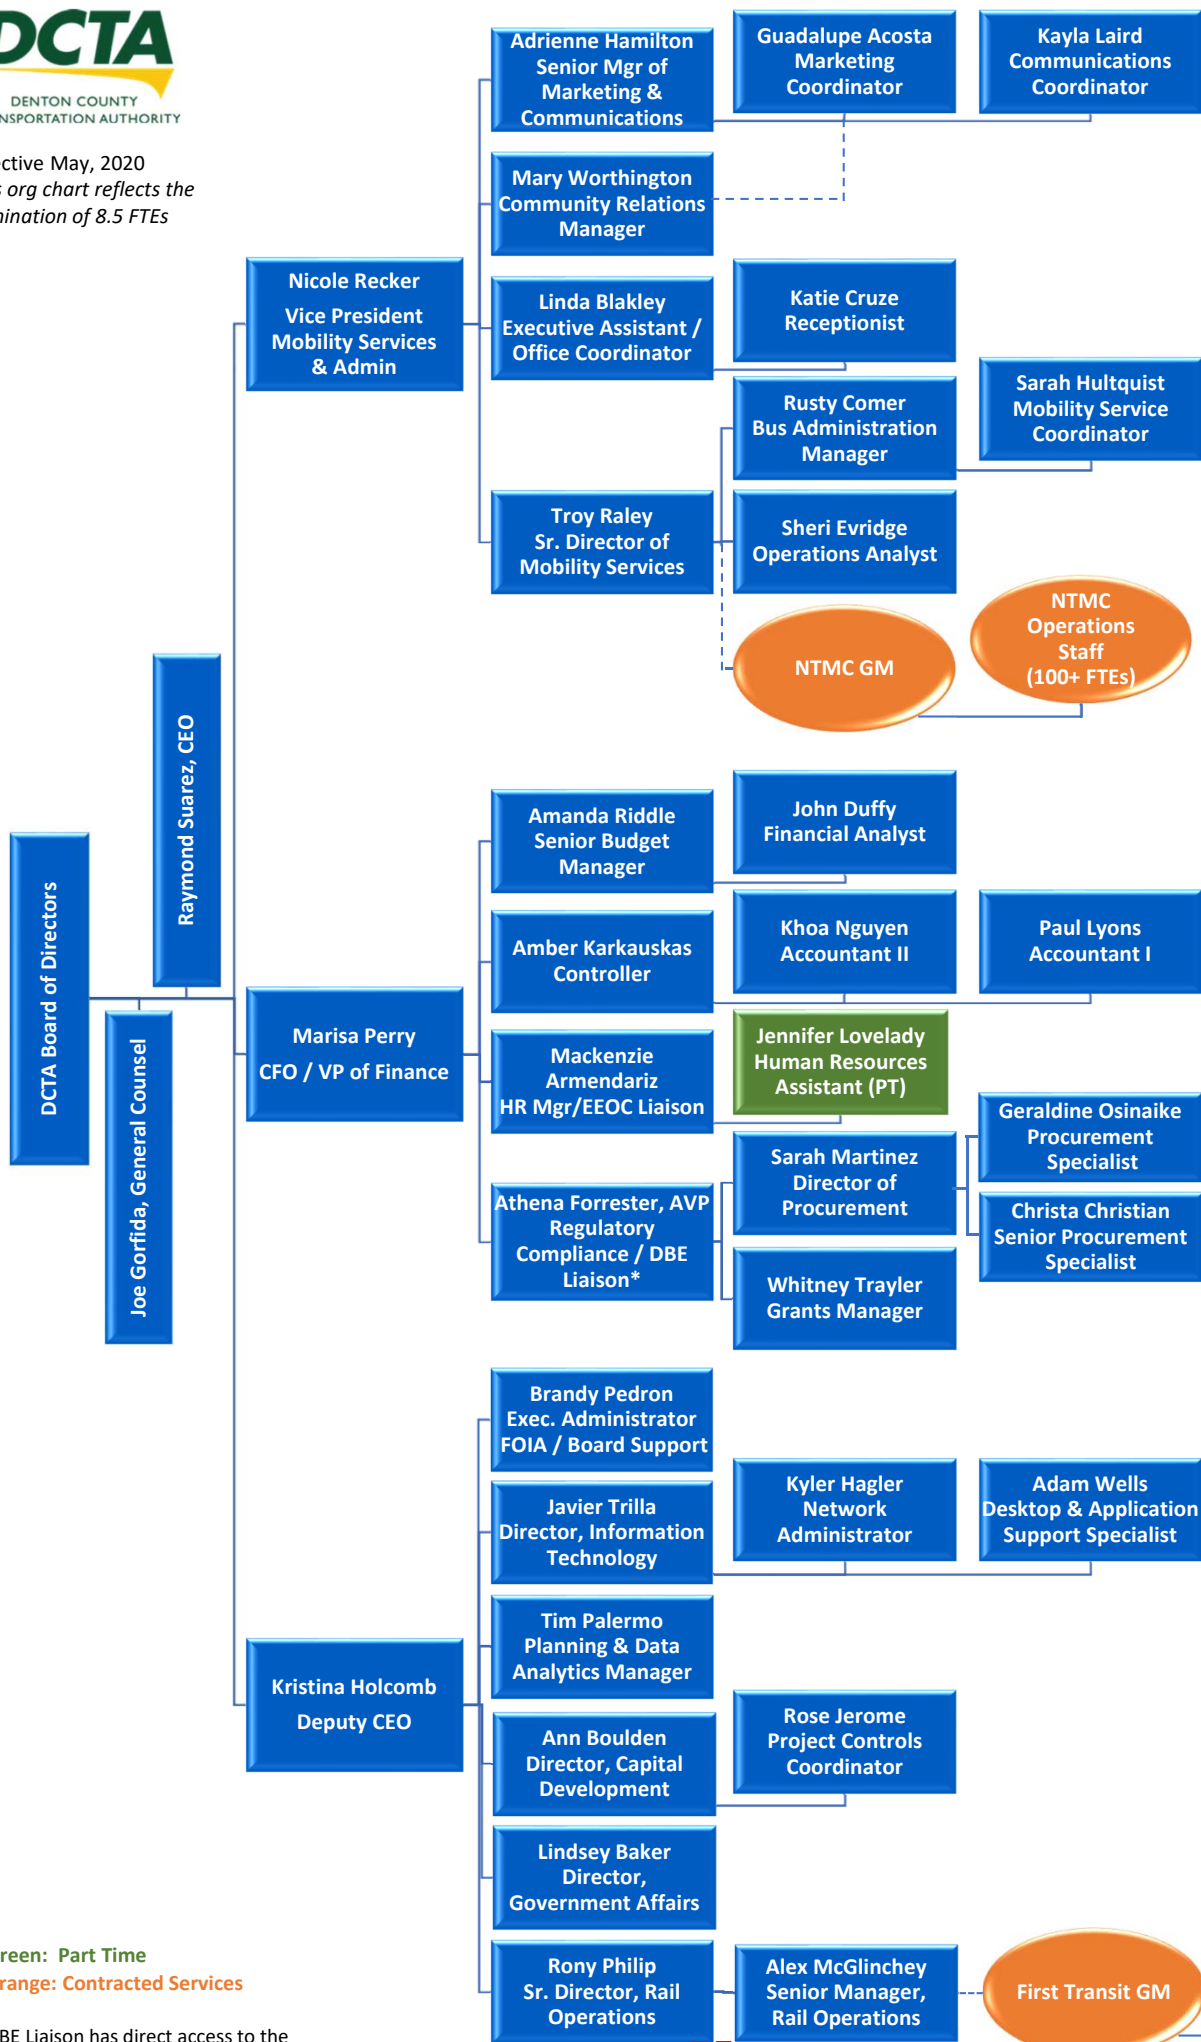 DCTA
DENTON COUNTY
NSPORTATION AUTHORITY
ective May, 2020
s org chart reflects the
mination of 8.5 FTEs
Adrienne Hamilton
Senior Mgr of
Marketing &
Communications
Guadalupe Acosta
Marketing
Coordinator
Kayla Laird
Communications
Coordinator
Mary Worthington
Community Relations
Manager
Nicole Recker
Vice President
Mobility Services
& Admin
Linda Blakley
Executive Assistant /
Office Coordinator
Katie Cruze
Receptionist
Rusty Comer
Bus Administration
Manager
Sarah Hultquist
Mobility Service
Coordinator
Troy Raley
Sr. Director of
Mobility Services
Sheri Evridge
Operations Analyst
NTMC GM
NTMC
Operations
Staff
(100+ FTEs)
Raymond Suarez, CEO
DCTA Board of Directors
Joe Gorfida, General Counsel
Amanda Riddle
Senior Budget
Manager
John Duffy
Financial Analyst
Amber Karkauskas
Controller
Khoa Nguyen
Accountant II
Paul Lyons
Accountant I
Marisa Perry
CFO / VP of Finance
Mackenzie
Armendariz
HR Mgr/EEOC Liaison
Jennifer Lovelady
Human Resources
Assistant (PT)
Athena Forrester, AVP
Regulatory
Compliance / DBE
Liaison*
Sarah Martinez
Director of
Procurement
Geraldine Osinaike
Procurement
Specialist
Christa Christian
Senior Procurement
Specialist
Whitney Trayler
Grants Manager
Brandy Pedron
Exec. Administrator
FOIA / Board Support
Javier Trilla
Director, Information
Technology
Kyler Hagler
Network
Administrator
Adam Wells
Desktop & Application
Support Specialist
Tim Palermo
Planning & Data
Analytics Manager
Kristina Holcomb
Deputy CEO
Ann Boulden
Director, Capital
Development
Rose Jerome
Project Controls
Coordinator
Lindsey Baker
Director,
Government Affairs
Rony Philip
Sr. Director, Rail
Operations
Alex McGlinchey
Senior Manager,
Rail Operations
First Transit GM
reen: Part Time
range: Contracted Services
BE Liaison has direct access to the